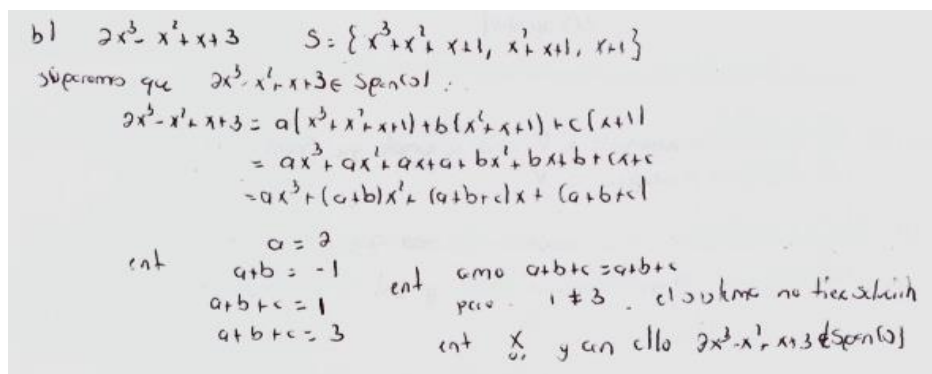 b) 2x³-x²+x+3 S={x³+x²+x+1, x²+x+1, x+1}
supongamos que 2x³-x²+x+3 ∈ Span(s).
2x³-x²+x+3 = a(x³+x²+x+1)+b(x²+x+1)+c(x+1)
= ax³+ax²+ax+a+bx²+bx+b+cx+c
= ax³+(a+b)x²+(a+b+c)x+(a+b+c)
ent a = 2
a+b = -1
a+b+c = 1
a+b+c = 3
ent como a+b+c = a+b+c
pero 1 ≠ 3. el sistema no tiene solución
ent y con ello 2x³-x²+x+3 ∉ Span(s)